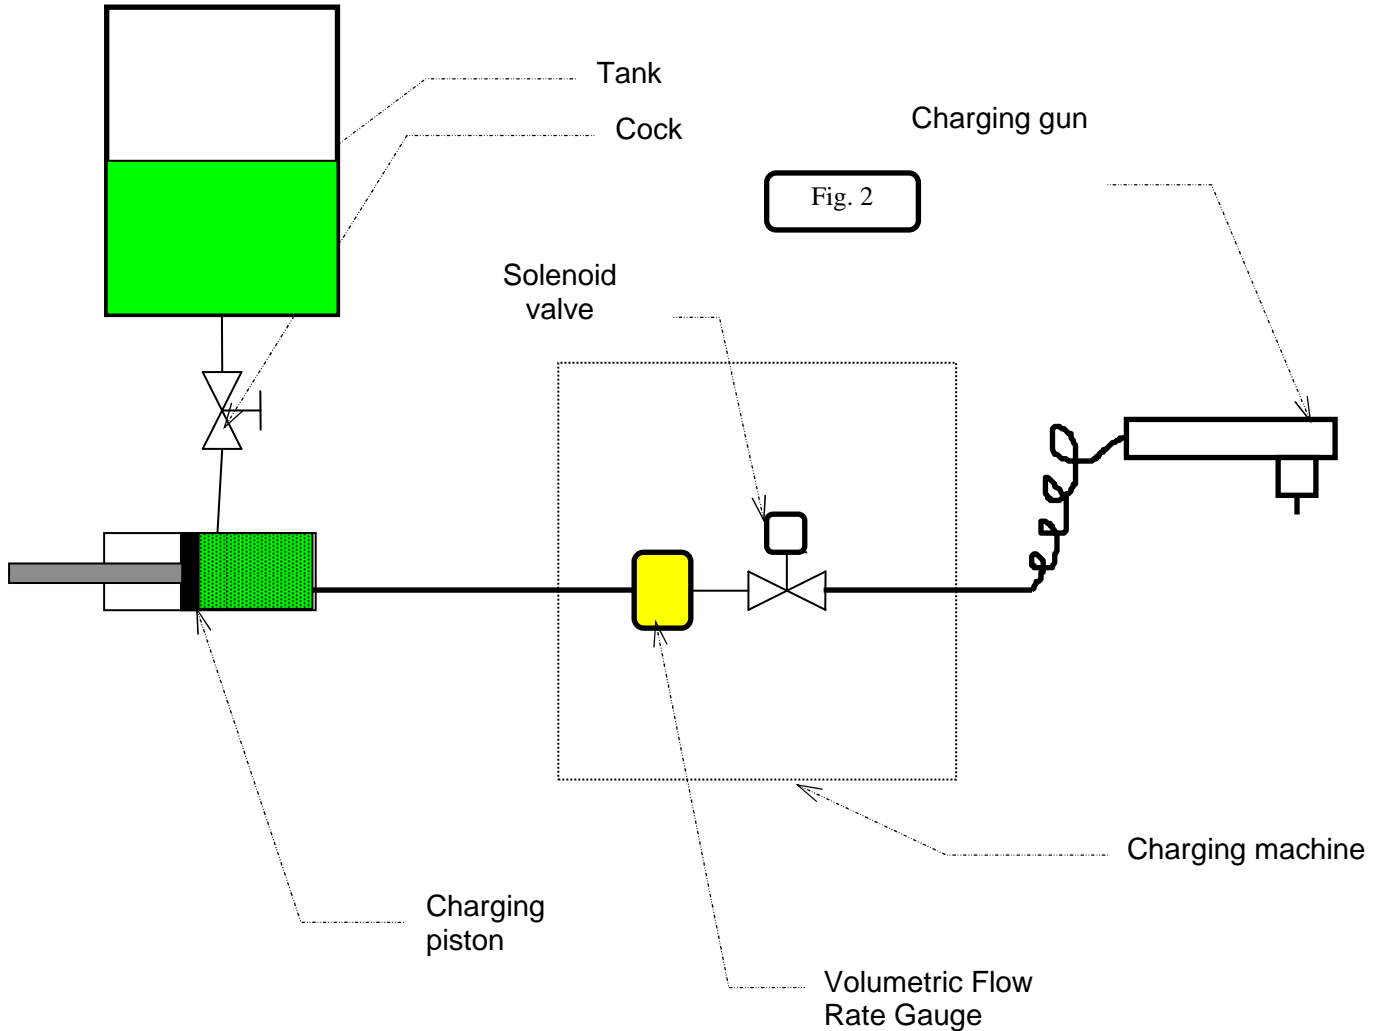 Tank
Cock
Charging gun
Fig. 2
Solenoid
valve
Charging machine
Charging
piston
Volumetric Flow
Rate Gauge